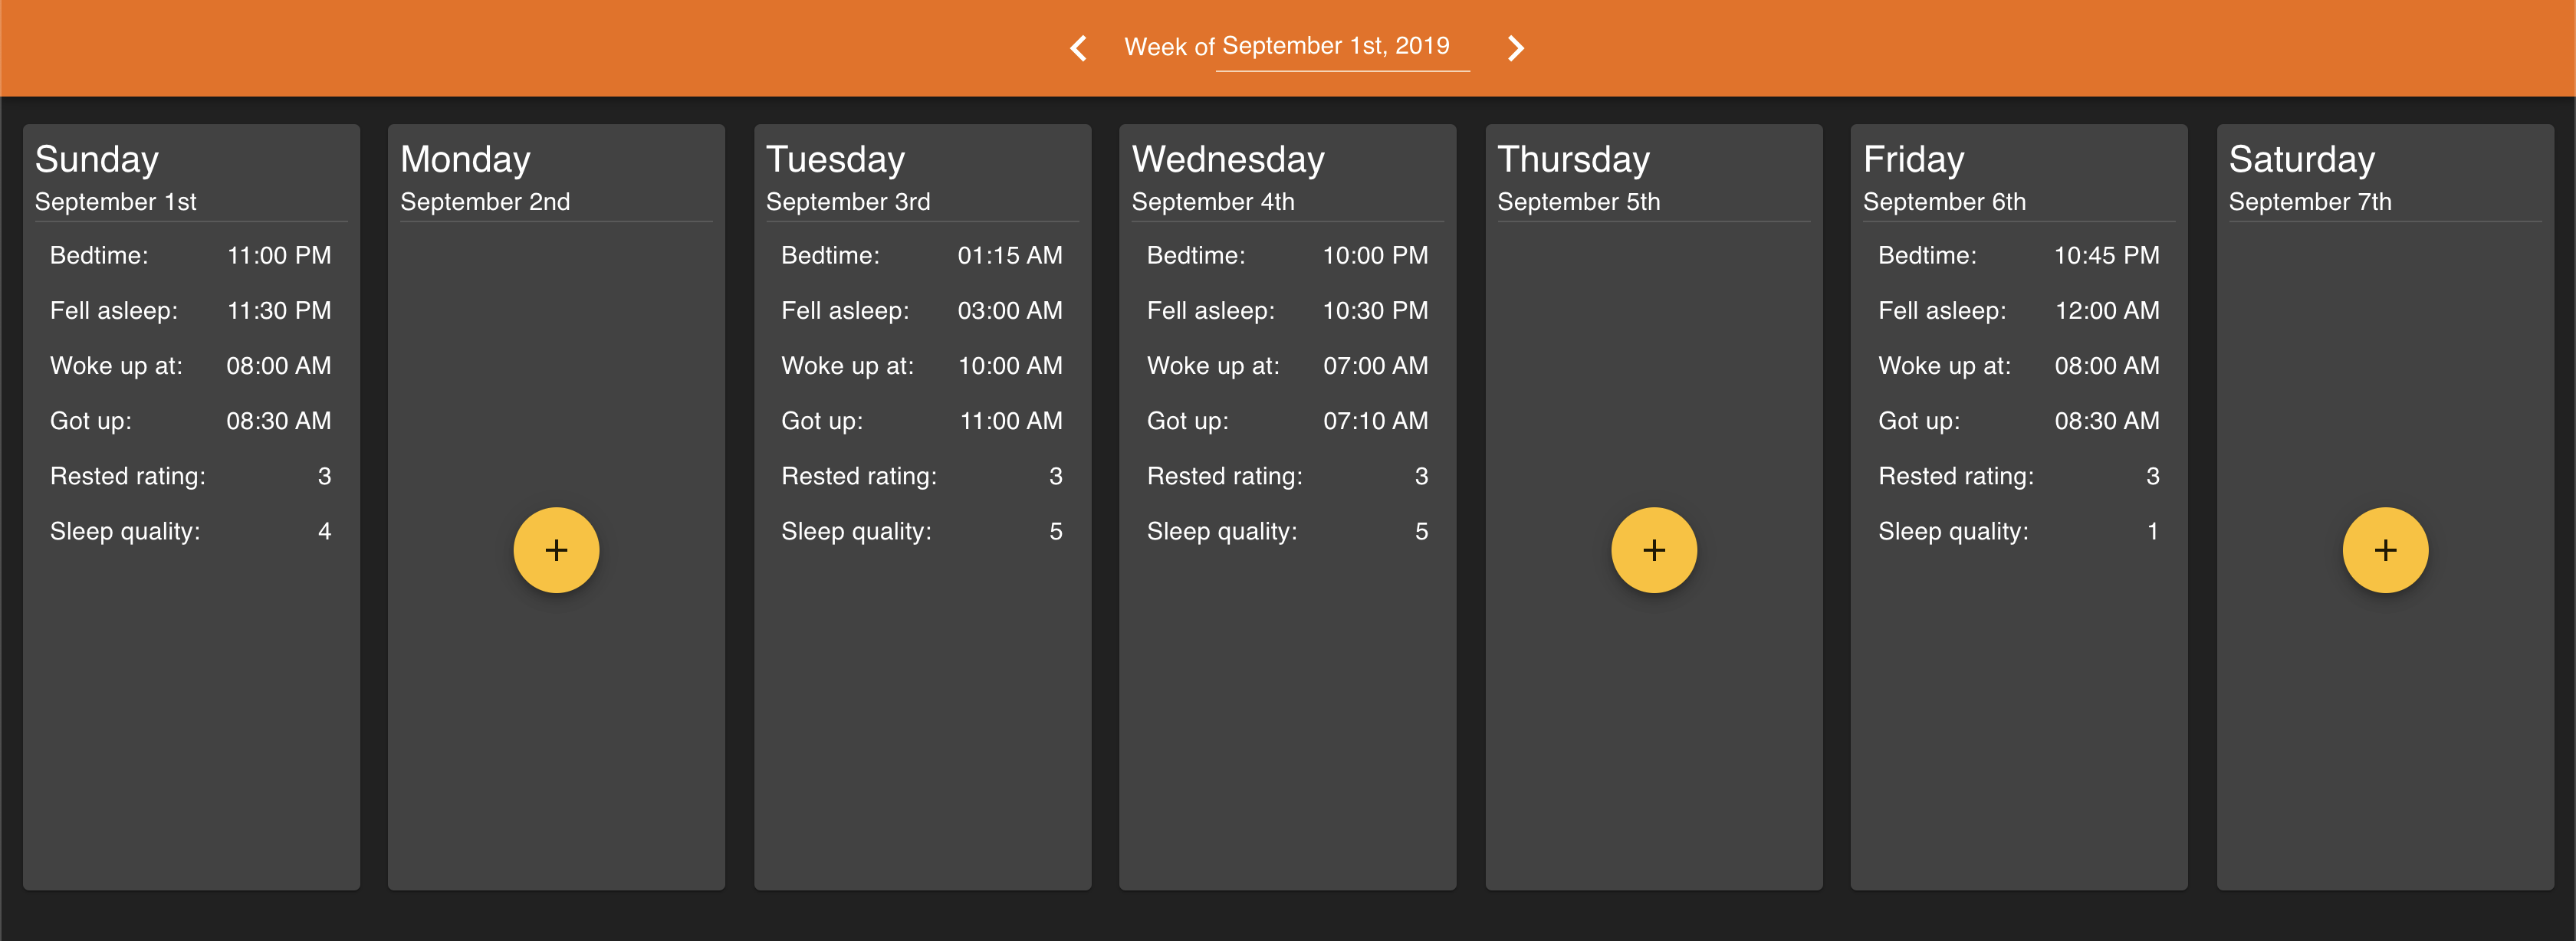 Week of September 1st, 2019
Sunday
September 1st
Bedtime: 11:00 PM
Fell asleep: 11:30 PM
Woke up at: 08:00 AM
Got up: 08:30 AM
Rested rating: 3
Sleep quality: 4
Monday
September 2nd
+
Tuesday
September 3rd
Bedtime: 01:15 AM
Fell asleep: 03:00 AM
Woke up at: 10:00 AM
Got up: 11:00 AM
Rested rating: 3
Sleep quality: 5
Wednesday
September 4th
Bedtime: 10:00 PM
Fell asleep: 10:30 PM
Woke up at: 07:00 AM
Got up: 07:10 AM
Rested rating: 3
Sleep quality: 5
Thursday
September 5th
+
Friday
September 6th
Bedtime: 10:45 PM
Fell asleep: 12:00 AM
Woke up at: 08:00 AM
Got up: 08:30 AM
Rested rating: 3
Sleep quality: 1
Saturday
September 7th
+